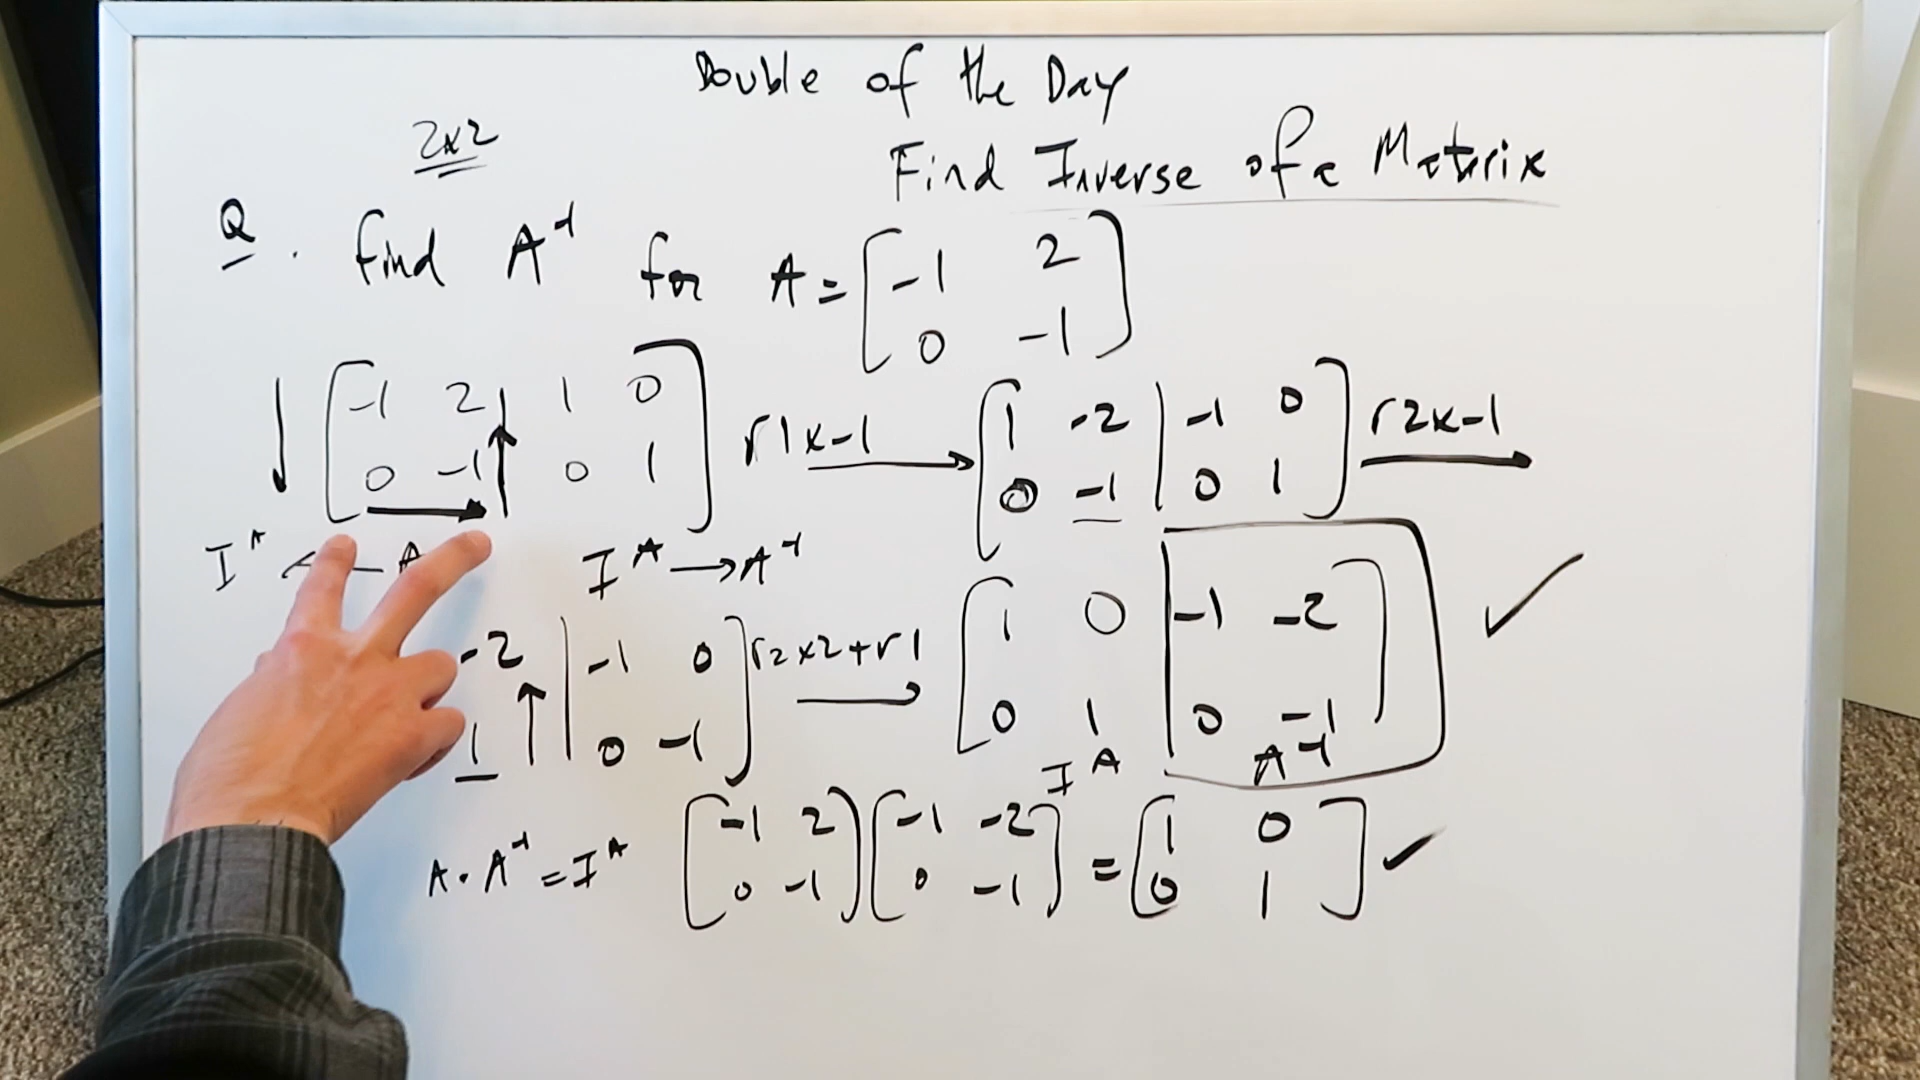 Double of the Day
2x2
Find Inverse of a Matrix
Q. find A⁻¹ for A = [-1 2
0 -1]
[-1 2 | 1 0
0 -1 | 0 1] r1x-1 → [1 -2 | -1 0
0 -1 | 0 1] r2x-1 →
Iᴬ ← A Iᴬ → A⁻¹
-2 | -1 0
1 | 0 -1] r2x2+r1 → [1 0 | -1 -2
0 1 | 0 -1] ✓
Iᴬ A⁻¹
A·A⁻¹=Iᴬ [-1 2
0 -1] [-1 -2
0 -1] = [1 0
0 1] ✓